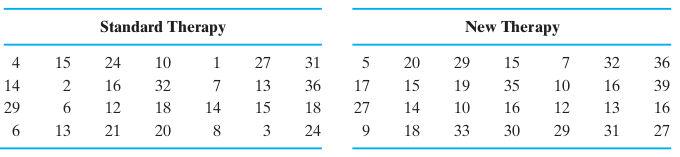 Standard Therapy New Therapy
4 15 24 10 1 27 31 5 20 29 15 7 32 36
14 2 16 32 7 13 36 17 15 19 35 10 16 39
29 6 12 18 14 15 18 27 14 10 16 12 13 16
6 13 21 20 8 3 24 9 18 33 30 29 31 27